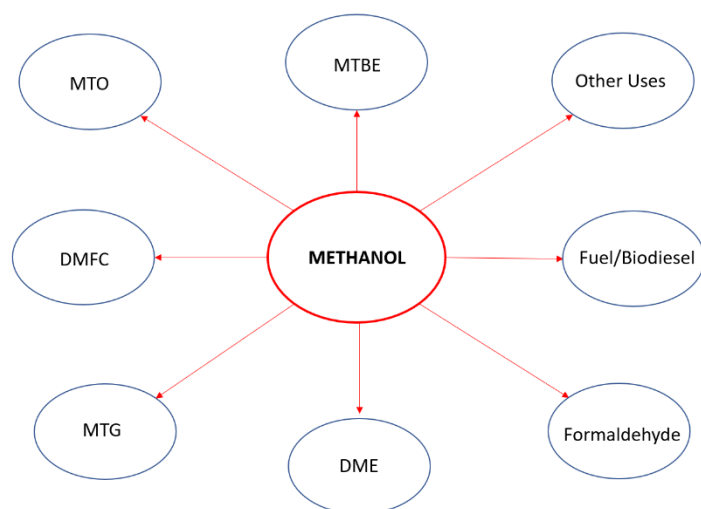 MTO
MTBE
Other Uses
DMFC
METHANOL
Fuel/Biodiesel
MTG
DME
Formaldehyde